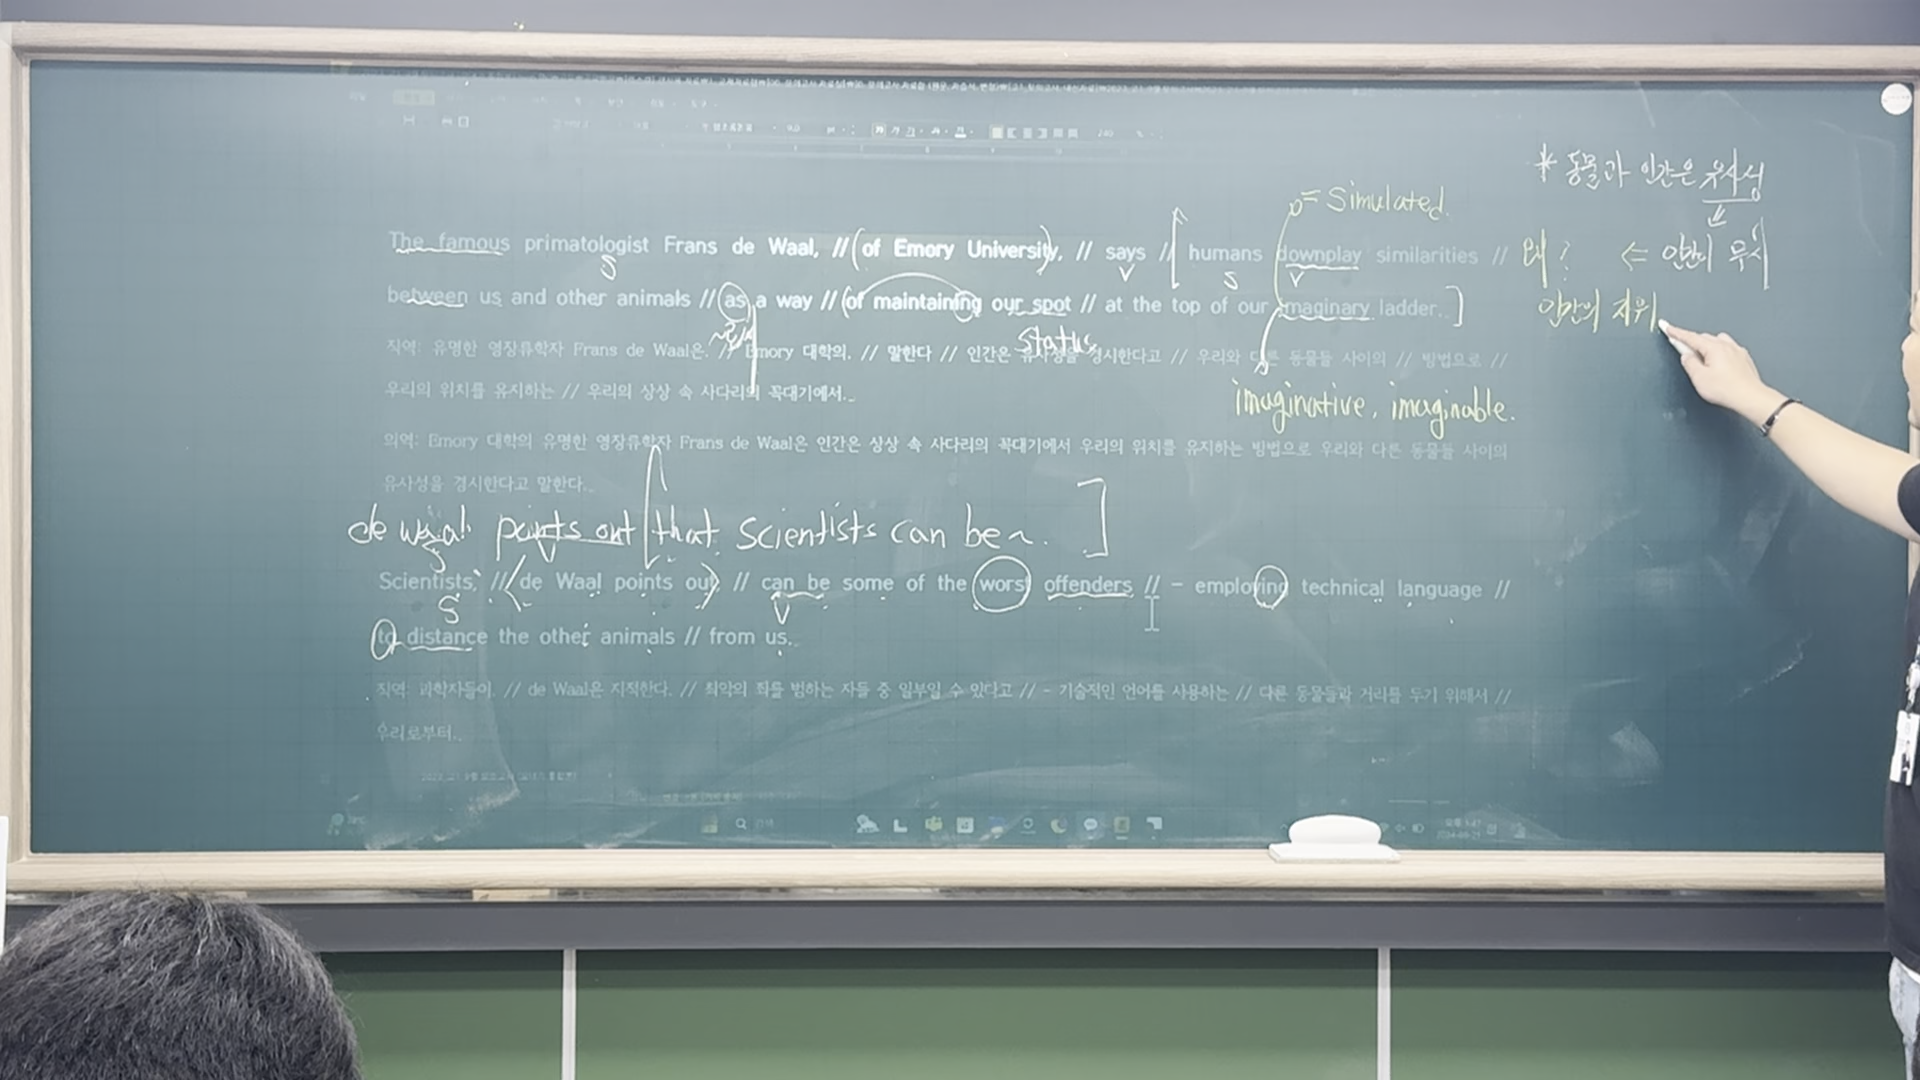 * 동물과 인간은 유사성
= Simulated.
The famous primatologist Frans de Waal, // (of Emory University), // says // [ humans downplay similarities //
S V S V
왜? ⇐ 인간이 무시
between us and other animals // as a way // (of maintaining our spot // at the top of our imaginary ladder.. ]
인간의 지위
status
직역: 유명한 영장류학자 Frans de Waal은. // Emory 대학의. // 말한다 // 인간은 유사성을 경시한다고 // 우리와 다른 동물들 사이의 // 방법으로 //
우리의 위치를 유지하는 // 우리의 상상 속 사다리의 꼭대기에서..
imaginative, imaginable.
의역: Emory 대학의 유명한 영장류학자 Frans de Waal은 인간은 상상 속 사다리의 꼭대기에서 우리의 위치를 유지하는 방법으로 우리와 다른 동물들 사이의
유사성을 경시한다고 말한다..
de waal points out [that scientists can be ~. ]
S V
Scientists, // <de Waal points out> // can be some of the worst offenders // - employing technical language //
S V
to distance the other animals // from us..
직역: 과학자들이. // de Waal은 지적한다. // 최악의 죄를 범하는 자들 중 일부일 수 있다고 // - 기술적인 언어를 사용하는 // 다른 동물들과 거리를 두기 위해서 //
우리로부터..